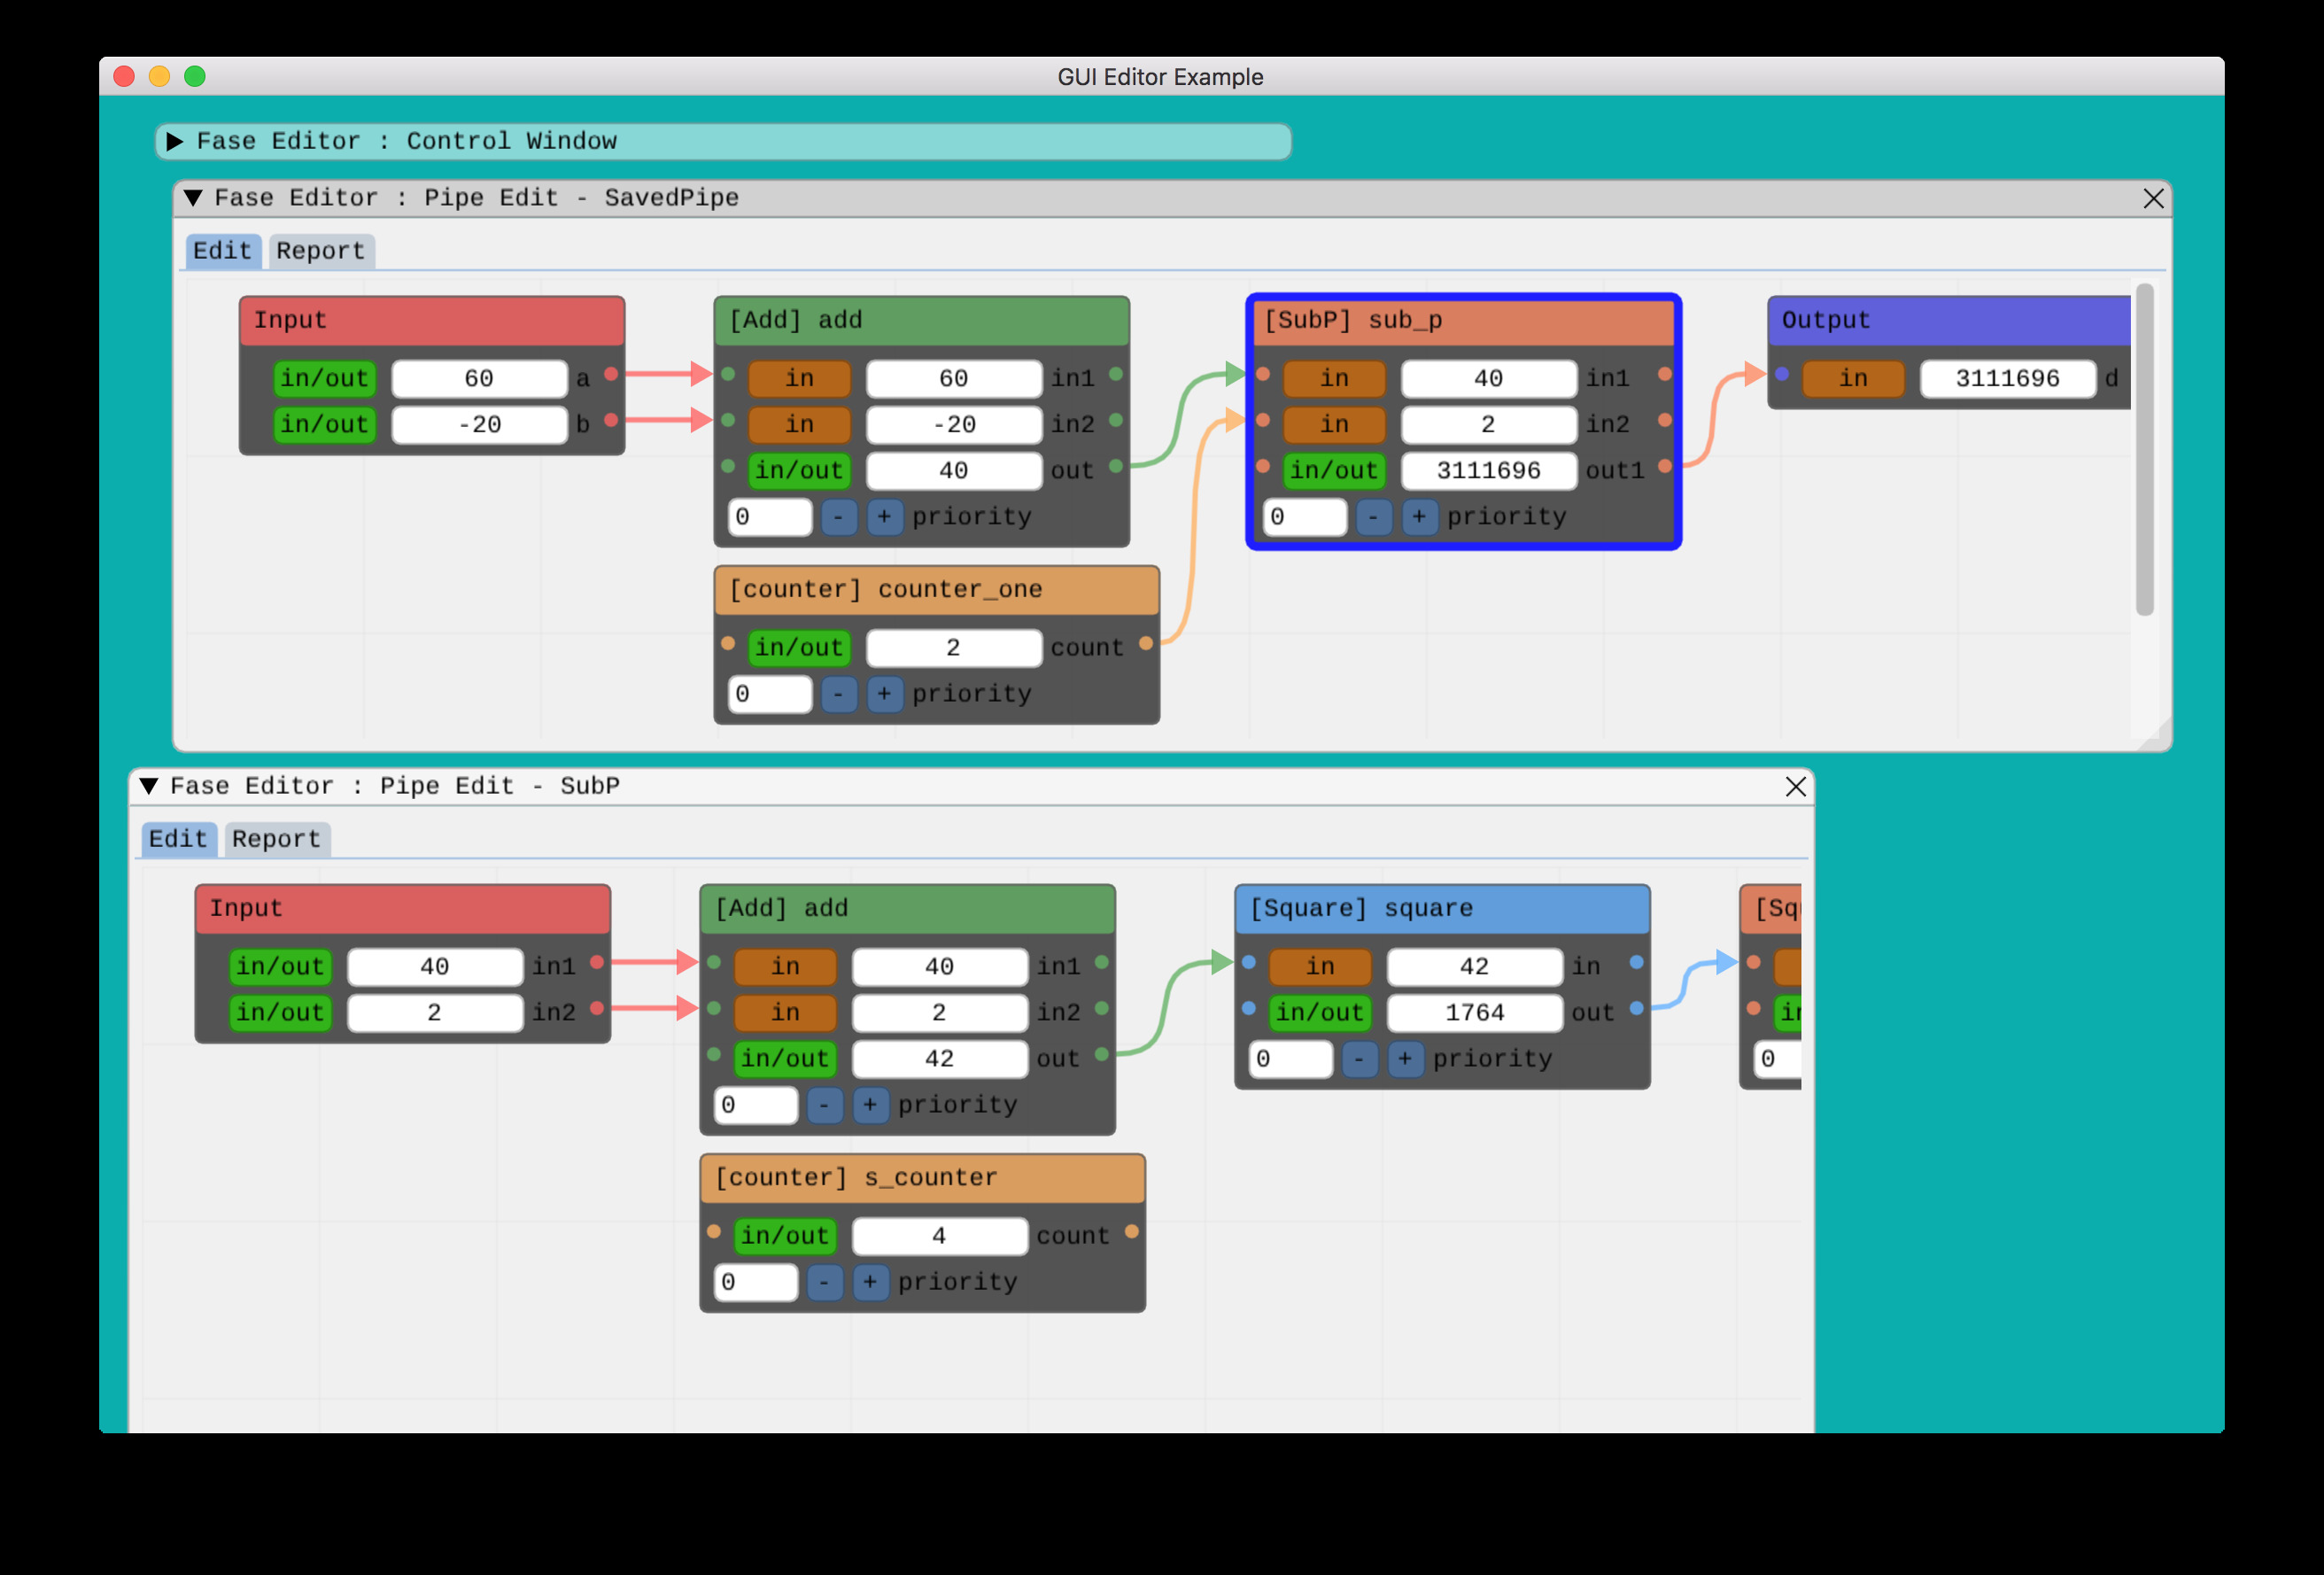 GUI Editor Example
Fase Editor : Control Window
Fase Editor : Pipe Edit - SavedPipe
Edit Report
Input
in/out 60 a
in/out -20 b
[Add] add
in 60 in1
in -20 in2
in/out 40 out
0 - + priority
[counter] counter_one
in/out 2 count
0 - + priority
[SubP] sub_p
in 40 in1
in 2 in2
in/out 3111696 out1
0 - + priority
Output
in 3111696 d
Fase Editor : Pipe Edit - SubP
Edit Report
Input
in/out 40 in1
in/out 2 in2
[Add] add
in 40 in1
in 2 in2
in/out 42 out
0 - + priority
[counter] s_counter
in/out 4 count
0 - + priority
[Square] square
in 42 in
in/out 1764 out
0 - + priority
0